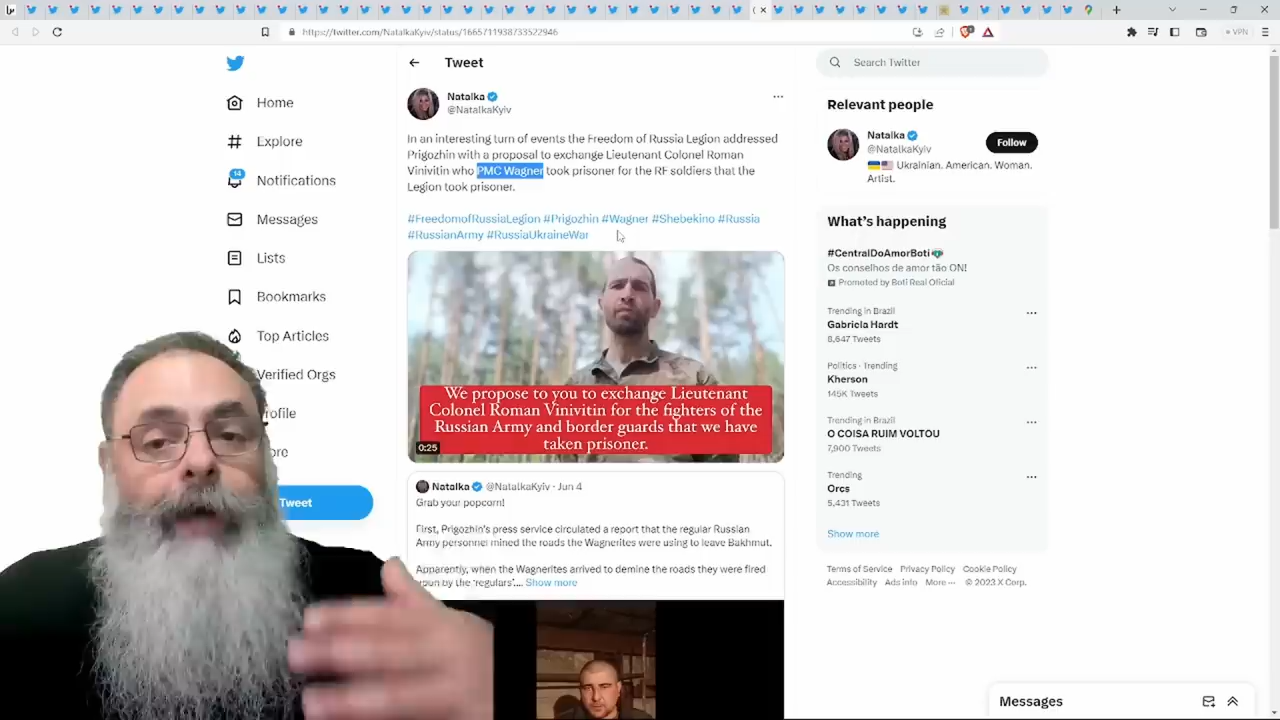 https://twitter.com/NatalkaKyiv/status/1665711938733522946
VPN
Home
Explore
14
Notifications
Messages
Lists
Bookmarks
Top Articles
Verified Orgs
Tweet
Tweet
Natalka
@NatalkaKyiv
In an interesting turn of events the Freedom of Russia Legion addressed
Prigozhin with a proposal to exchange Lieutenant Colonel Roman
Vinivitin who PMC Wagner took prisoner for the RF soldiers that the
Legion took prisoner.
#FreedomofRussiaLegion #Prigozhin #Wagner #Shebekino #Russia
#RussianArmy #RussiaUkraineWar
We propose to you to exchange Lieutenant
Colonel Roman Vinivitin for the fighters of the
Russian Army and border guards that we have
taken prisoner.
0:25
Natalka @NatalkaKyiv · Jun 4
Grab your popcorn!
First, Prigozhin's press service circulated a report that the regular Russian
Army personnel mined the roads the Wagnerites were using to leave Bakhmut.
Apparently, when the Wagnerites arrived to demine the roads they were fired
upon by the "regulars".... Show more
Search Twitter
Relevant people
Natalka
@NatalkaKyiv
Follow
Ukrainian. American. Woman.
Artist.
What's happening
#CentralDoAmorBoti
Os conselhos de amor tão ON!
Promoted by Boti Real Oficial
Trending in Brazil
Gabriela Hardt
8,647 Tweets
Politics · Trending
Kherson
145K Tweets
Trending in Brazil
O COISA RUIM VOLTOU
7,900 Tweets
Trending
Orcs
5,431 Tweets
Show more
Terms of Service Privacy Policy Cookie Policy
Accessibility Ads info More ··· © 2023 X Corp.
Messages